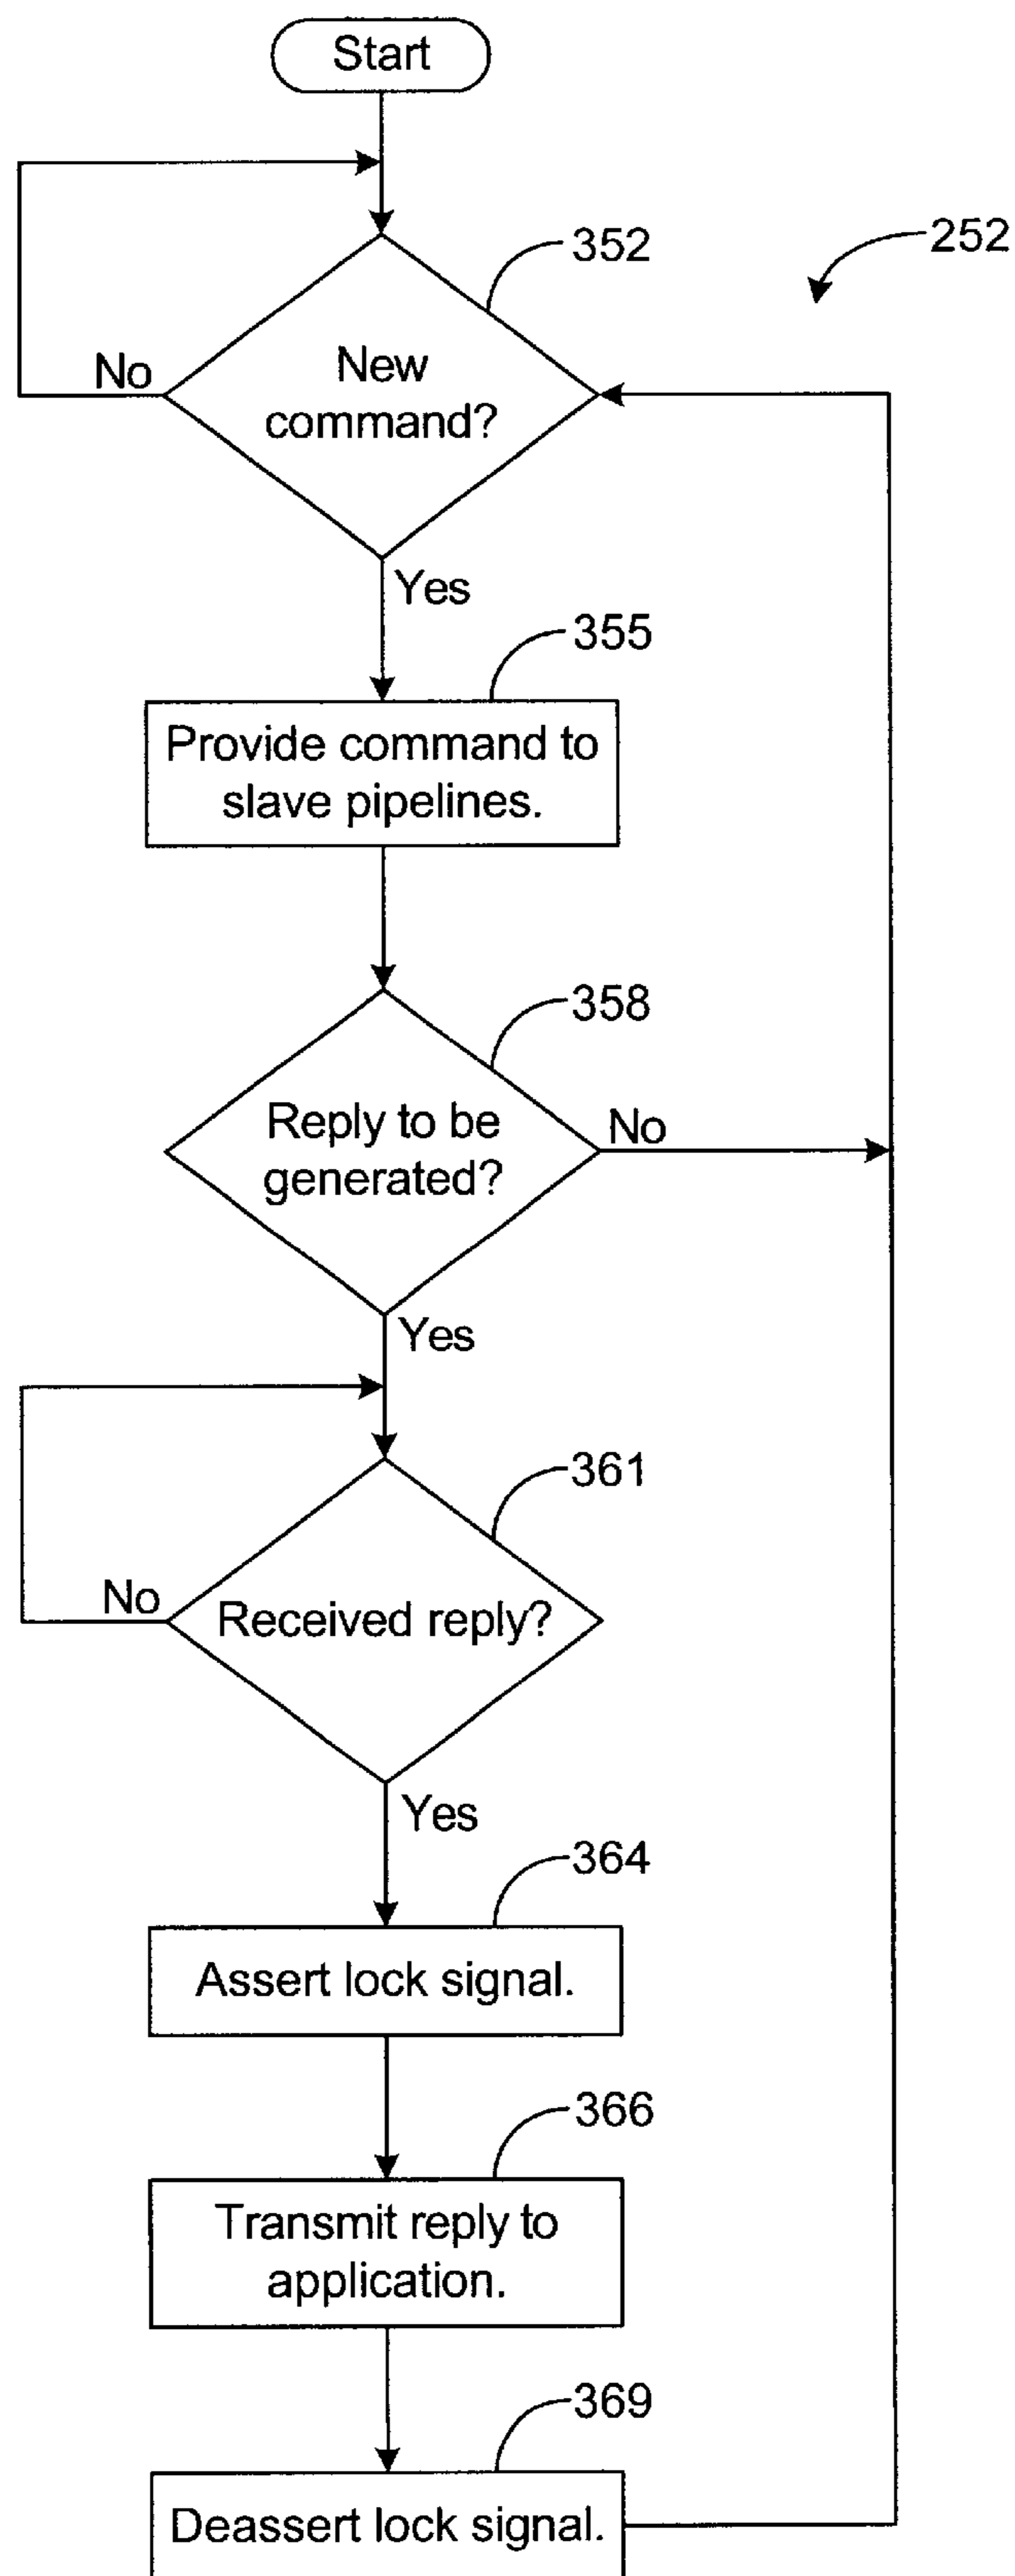 Start
352
252
No
New
command?
Yes
355
Provide command to
slave pipelines.
358
Reply to be
generated?
No
Yes
361
No
Received reply?
Yes
364
Assert lock signal.
366
Transmit reply to
application.
369
Deassert lock signal.